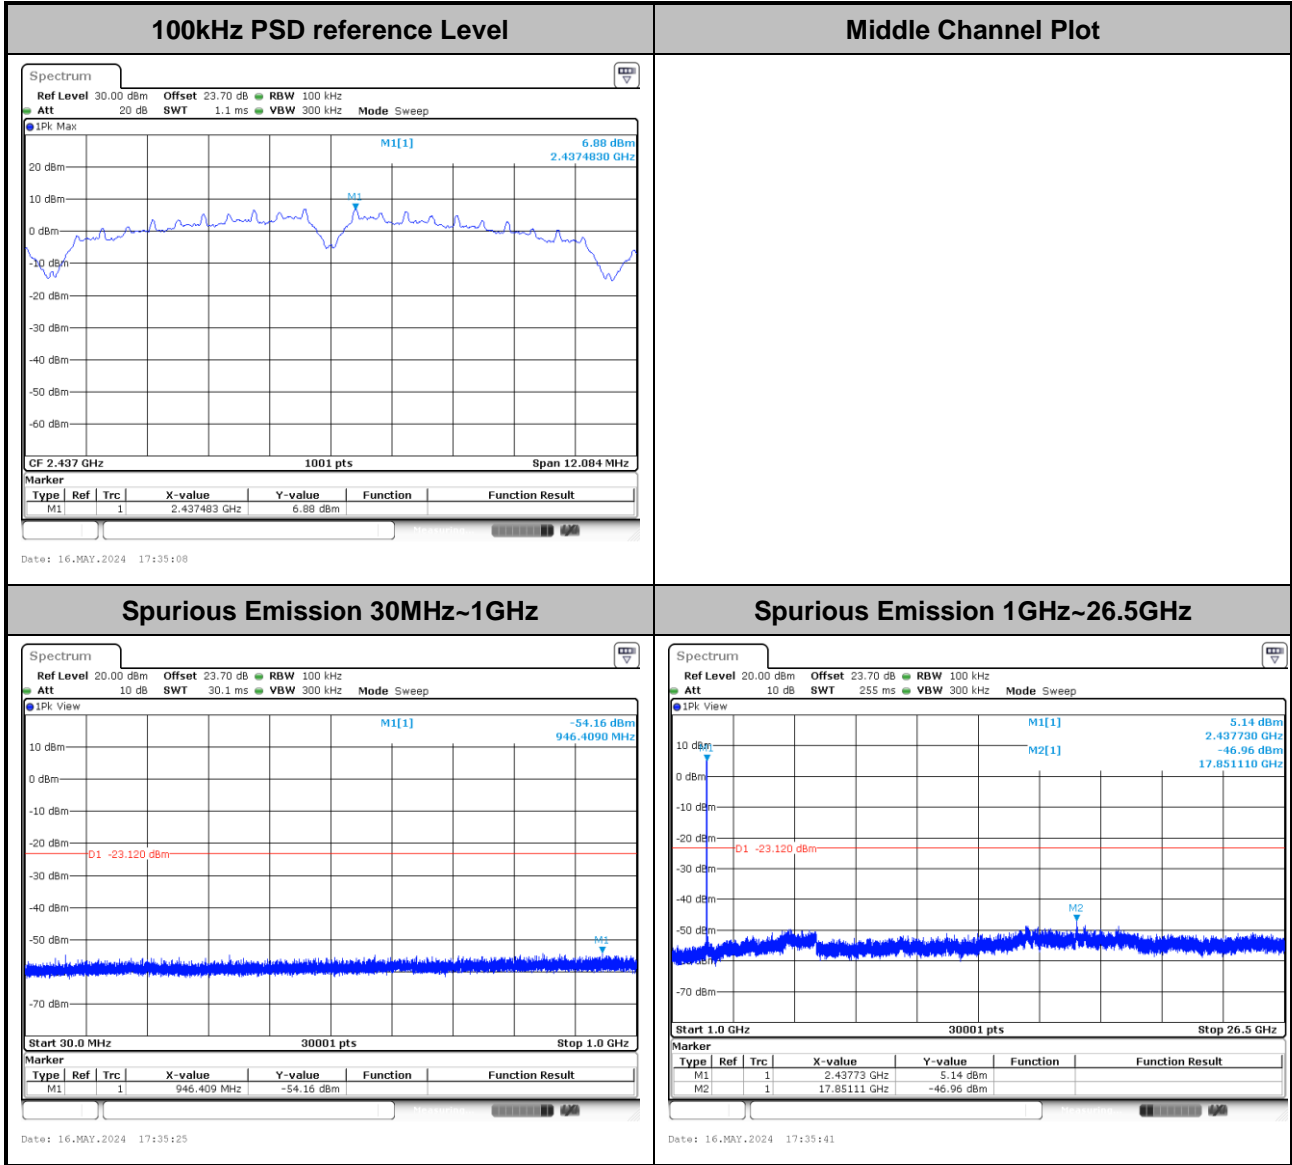 100kHz PSD reference Level
Middle Channel Plot
Spectrum
Ref Level 30.00 dBm Offset 23.70 dB RBW 100 kHz
Att 20 dB SWT 1.1 ms VBW 300 kHz Mode Sweep
1Pk Max
M1[1] 6.88 dBm
2.4374830 GHz
20 dBm
10 dBm
M1
0 dBm
-10 dBm
-20 dBm
-30 dBm
-40 dBm
-50 dBm
-60 dBm
CF 2.437 GHz 1001 pts Span 12.084 MHz
Marker
Type Ref Trc X-value Y-value Function Function Result
M1 1 2.437483 GHz 6.88 dBm
Date: 16.MAY.2024 17:35:08
Spurious Emission 30MHz~1GHz
Spurious Emission 1GHz~26.5GHz
Spectrum
Ref Level 20.00 dBm Offset 23.70 dB RBW 100 kHz
Att 10 dB SWT 30.1 ms VBW 300 kHz Mode Sweep
1Pk View
M1[1] -54.16 dBm
946.4090 MHz
10 dBm
0 dBm
-10 dBm
-20 dBm
D1 -23.120 dBm
-30 dBm
-40 dBm
-50 dBm
M1
-70 dBm
Start 30.0 MHz 30001 pts Stop 1.0 GHz
Marker
Type Ref Trc X-value Y-value Function Function Result
M1 1 946.409 MHz -54.16 dBm
Date: 16.MAY.2024 17:35:25
Spectrum
Ref Level 20.00 dBm Offset 23.70 dB RBW 100 kHz
Att 10 dB SWT 255 ms VBW 300 kHz Mode Sweep
1Pk View
M1[1] 5.14 dBm
2.437730 GHz
M2[1] -46.96 dBm
17.851110 GHz
10 dBm
M1
0 dBm
-10 dBm
-20 dBm
D1 -23.120 dBm
-30 dBm
-40 dBm
M2
-50 dBm
-70 dBm
Start 1.0 GHz 30001 pts Stop 26.5 GHz
Marker
Type Ref Trc X-value Y-value Function Function Result
M1 1 2.43773 GHz 5.14 dBm
M2 1 17.85111 GHz -46.96 dBm
Date: 16.MAY.2024 17:35:41